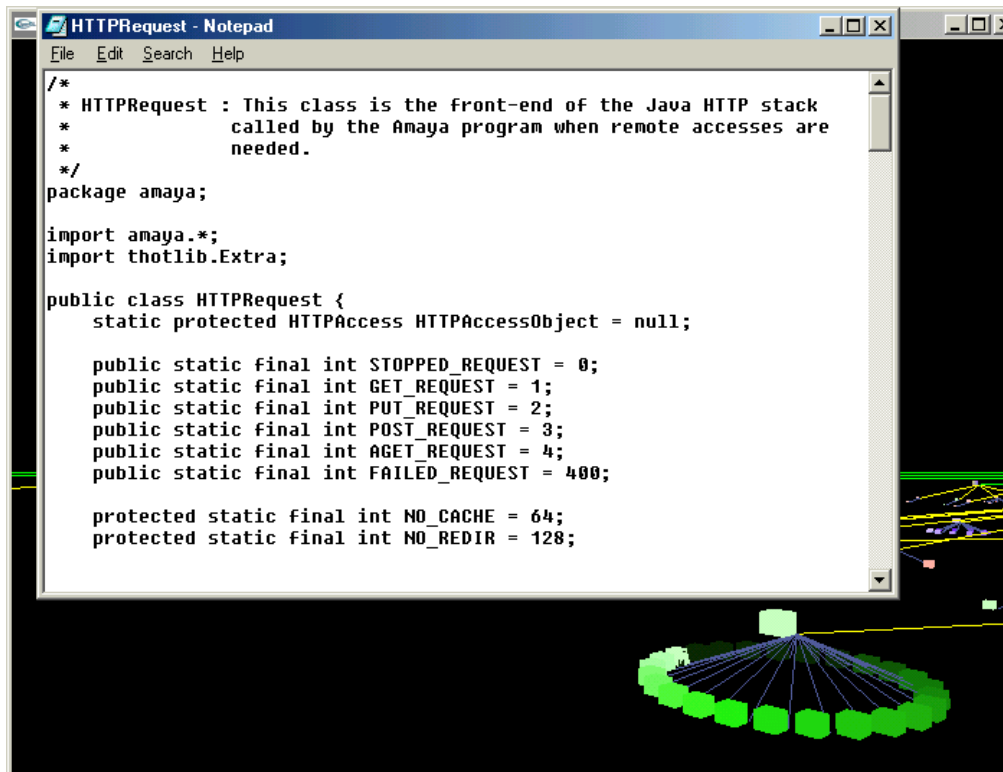 HTTPRequest - Notepad
File Edit Search Help
/*
 * HTTPRequest : This class is the front-end of the Java HTTP stack
 *               called by the Amaya program when remote accesses are
 *               needed.
 */
package amaya;
import amaya.*;
import thotlib.Extra;
public class HTTPRequest {
    static protected HTTPAccess HTTPAccessObject = null;
    public static final int STOPPED_REQUEST = 0;
    public static final int GET_REQUEST = 1;
    public static final int PUT_REQUEST = 2;
    public static final int POST_REQUEST = 3;
    public static final int AGET_REQUEST = 4;
    public static final int FAILED_REQUEST = 400;
    protected static final int NO_CACHE = 64;
    protected static final int NO_REDIR = 128;